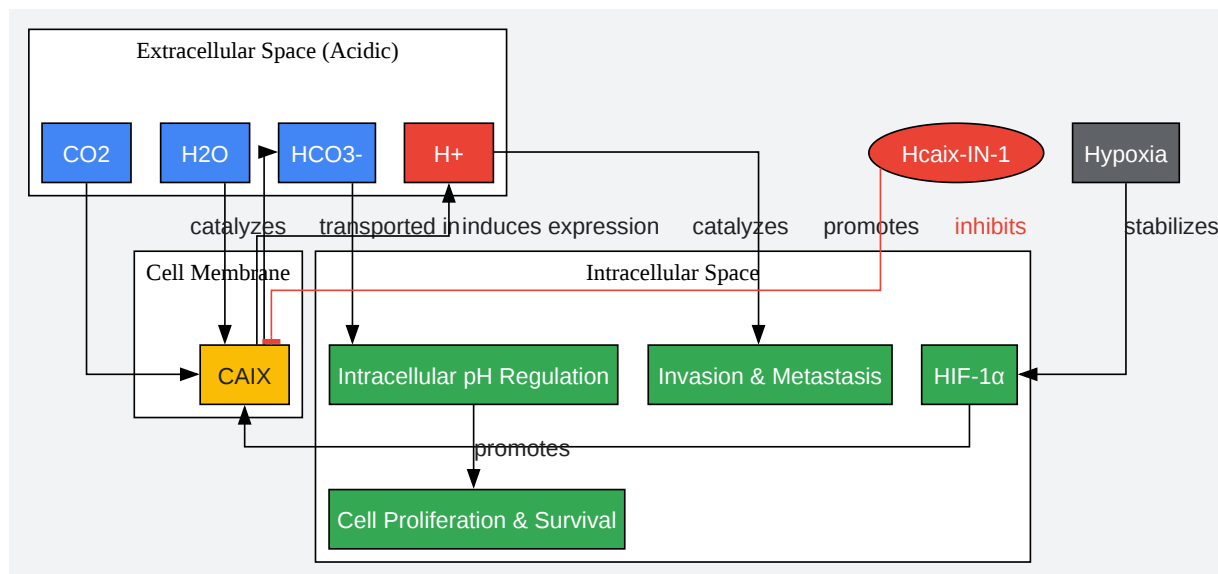 Extracellular Space (Acidic)
CO2
H2O
HCO3-
H+
Hcaix-IN-1
Hypoxia
catalyzes
transported in
induces expression
catalyzes
promotes
inhibits
stabilizes
Cell Membrane
Intracellular Space
CAIX
Intracellular pH Regulation
Invasion & Metastasis
HIF-1α
promotes
Cell Proliferation & Survival